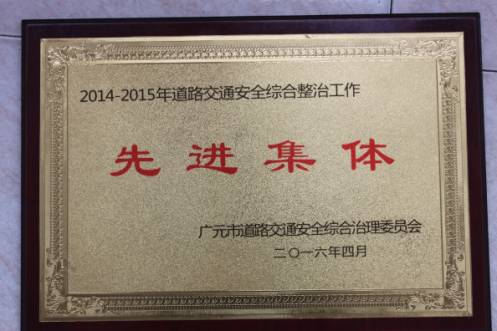 2014-2015年道路交通安全综合整治工作
先进集体
广元市道路交通安全综合治理委员会
二〇一六年四月